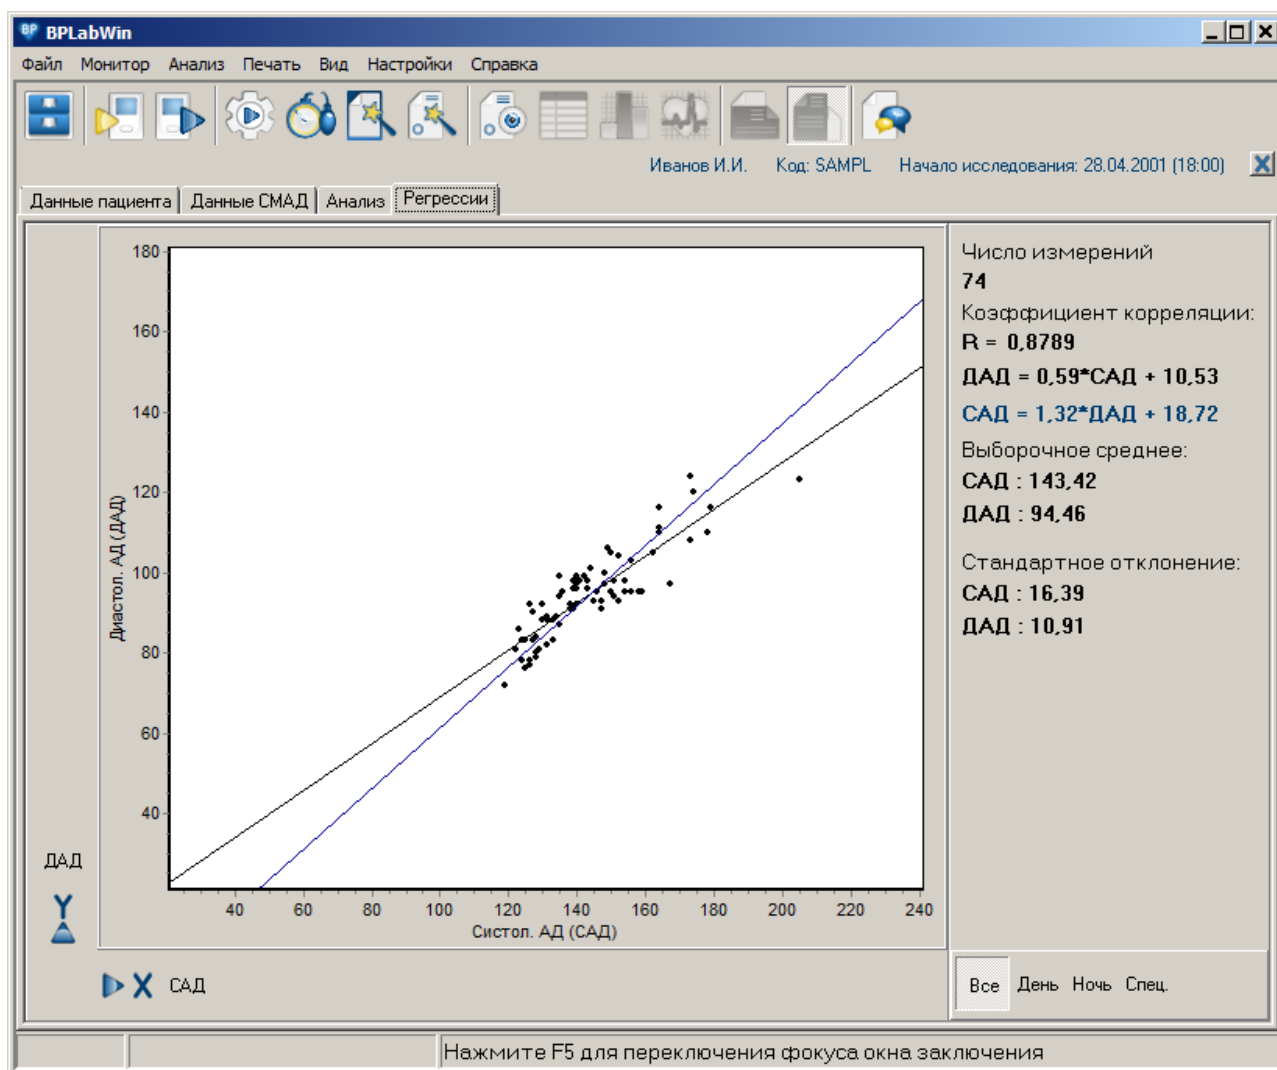 BP BPLabWin
Файл Монитор Анализ Печать Вид Настройки Справка
Иванов И.И. Код: SAMPL Начало исследования: 28.04.2001 (18:00)
Данные пациента Данные СМАД Анализ Регрессии
180
160
140
120
100
80
60
40
Диастол. АД (ДАД)
40 60 80 100 120 140 160 180 200 220 240
Систол. АД (САД)
ДАД
Y
X САД
Число измерений
74
Коэффициент корреляции:
R = 0,8789
ДАД = 0,59*САД + 10,53
САД = 1,32*ДАД + 18,72
Выборочное среднее:
САД : 143,42
ДАД : 94,46
Стандартное отклонение:
САД : 16,39
ДАД : 10,91
Все День Ночь Спец.
Нажмите F5 для переключения фокуса окна заключения